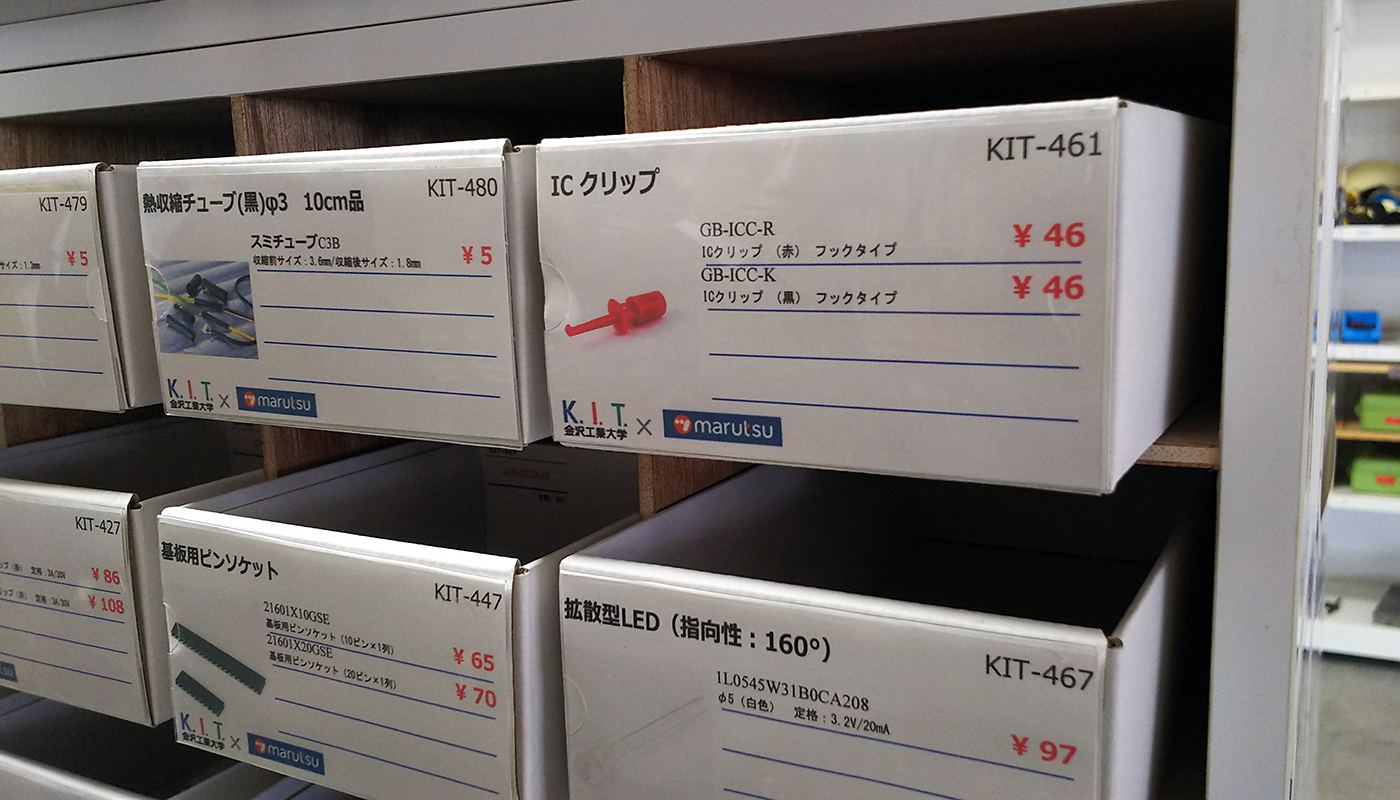 KIT-479
サイズ：1.3mm
¥ 5
熱収縮チューブ(黒)φ3 10cm品
KIT-480
スミチューブC3B
収縮前サイズ：3.6mm/収縮後サイズ：1.8mm
¥ 5
K.I.T.
金沢工業大学
×
marutsu
IC クリップ
KIT-461
GB-ICC-R
ICクリップ （赤） フックタイプ
¥ 46
GB-ICC-K
ICクリップ （黒） フックタイプ
¥ 46
K.I.T.
金沢工業大学
×
marutsu
KIT-427
定格：3A/30V
¥ 86
定格：3A/30V
¥ 108
基板用ピンソケット
KIT-447
21601X10GSE
基板用ピンソケット（10ピン×1列）
¥ 65
21601X20GSE
基板用ピンソケット（20ピン×1列）
¥ 70
K.I.T.
金沢工業大学
×
marutsu
拡散型LED（指向性：160°）
KIT-467
1L0545W31B0CA208
φ5（白色） 定格：3.2V/20mA
¥ 97